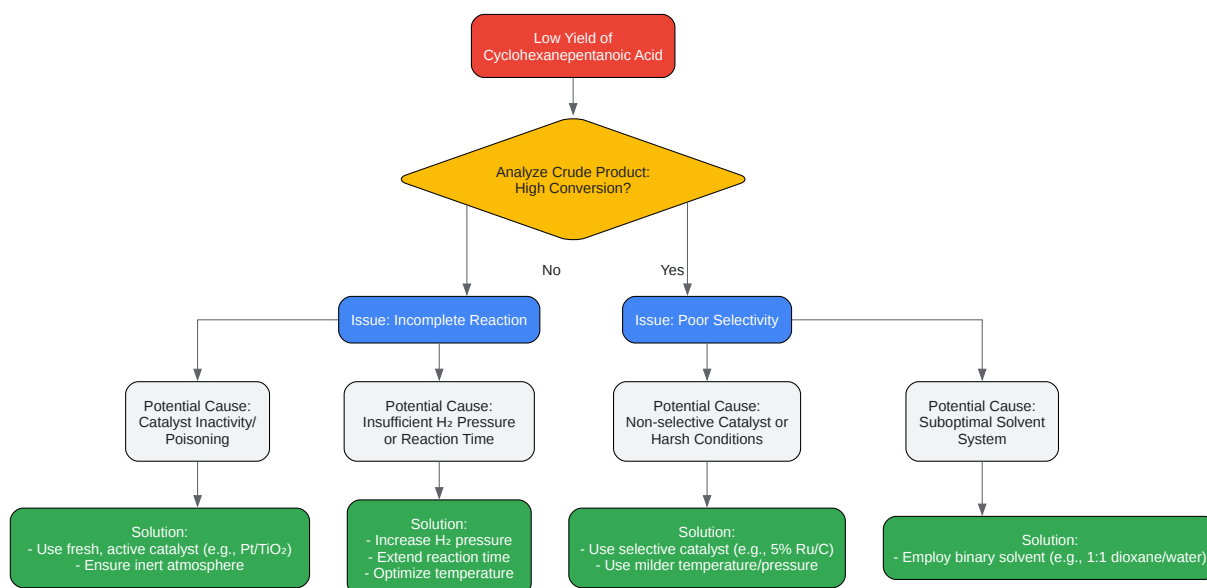 Low Yield of
Cyclohexanepentanoic Acid
Analyze Crude Product:
High Conversion?
No
Yes
Issue: Incomplete Reaction
Issue: Poor Selectivity
Potential Cause:
Catalyst Inactivity/
Poisoning
Potential Cause:
Insufficient H₂ Pressure
or Reaction Time
Potential Cause:
Non-selective Catalyst or
Harsh Conditions
Potential Cause:
Suboptimal Solvent
System
Solution:
- Use fresh, active catalyst (e.g., Pt/TiO₂)
- Ensure inert atmosphere
Solution:
- Increase H₂ pressure
- Extend reaction time
- Optimize temperature
Solution:
- Use selective catalyst (e.g., 5% Ru/C)
- Use milder temperature/pressure
Solution:
- Employ binary solvent (e.g., 1:1 dioxane/water)